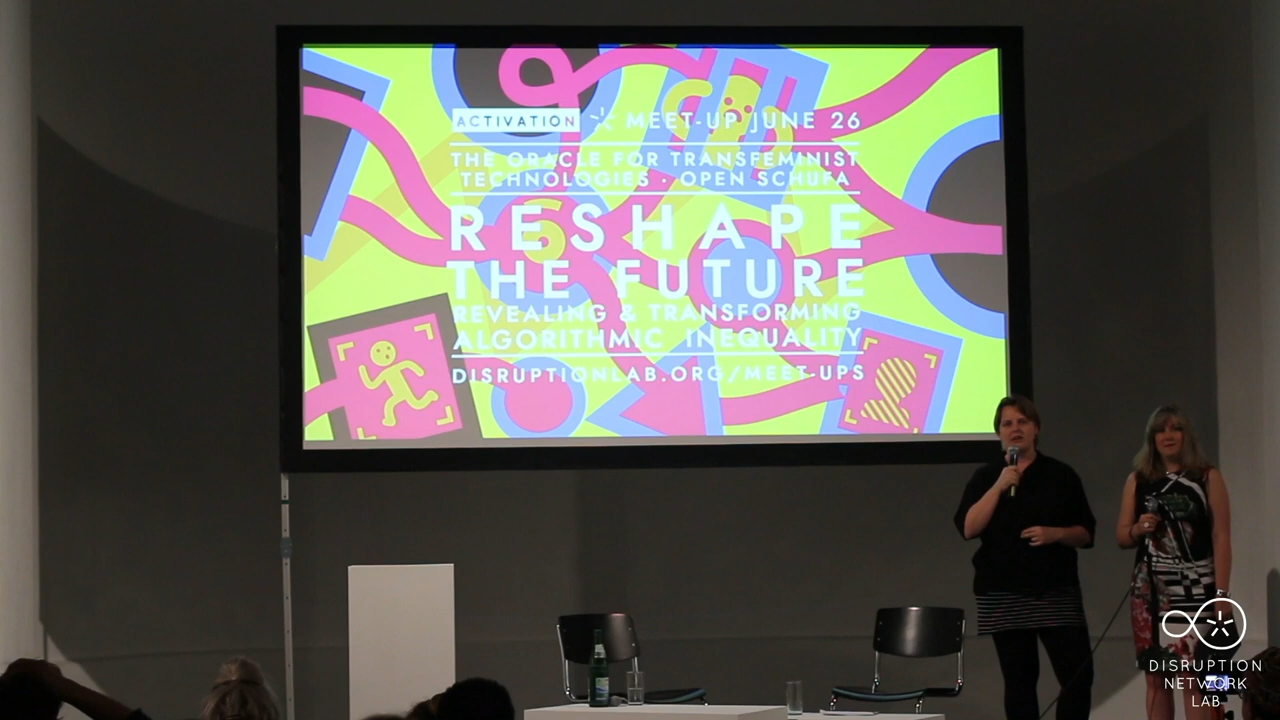 ACTIVATION MEET-UP JUNE 26
THE ORACLE FOR TRANSFEMINIST
TECHNOLOGIES · OPEN SCHUFA
RESHAPE
THE FUTURE
REVEALING & TRANSFORMING
ALGORITHMIC INEQUALITY
DISRUPTIONLAB.ORG/MEET-UPS
DISRUPTION
NETWORK
LAB